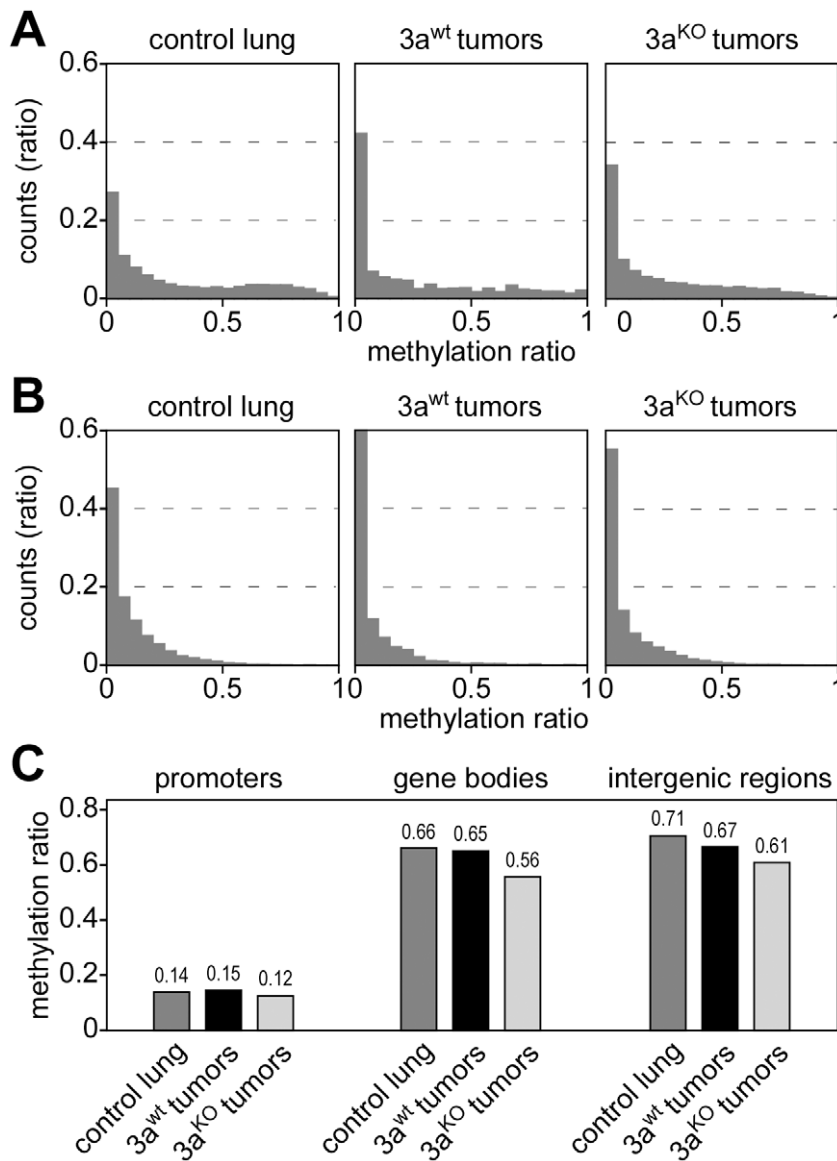 A
control lung 3a^wt tumors 3a^KO tumors
0.6
0.4
0.2
0
counts (ratio)
0 0.5 1 0 0.5 1 0 0.5 1
methylation ratio
B
control lung 3a^wt tumors 3a^KO tumors
0.6
0.4
0.2
0
counts (ratio)
0 0.5 1 0 0.5 1 0 0.5 1
methylation ratio
C
promoters gene bodies intergenic regions
0.8
0.6
0.4
0.2
0
methylation ratio
0.14 0.15 0.12 0.66 0.65 0.56 0.71 0.67 0.61
control lung 3a^wt tumors 3a^KO tumors control lung 3a^wt tumors 3a^KO tumors control lung 3a^wt tumors 3a^KO tumors